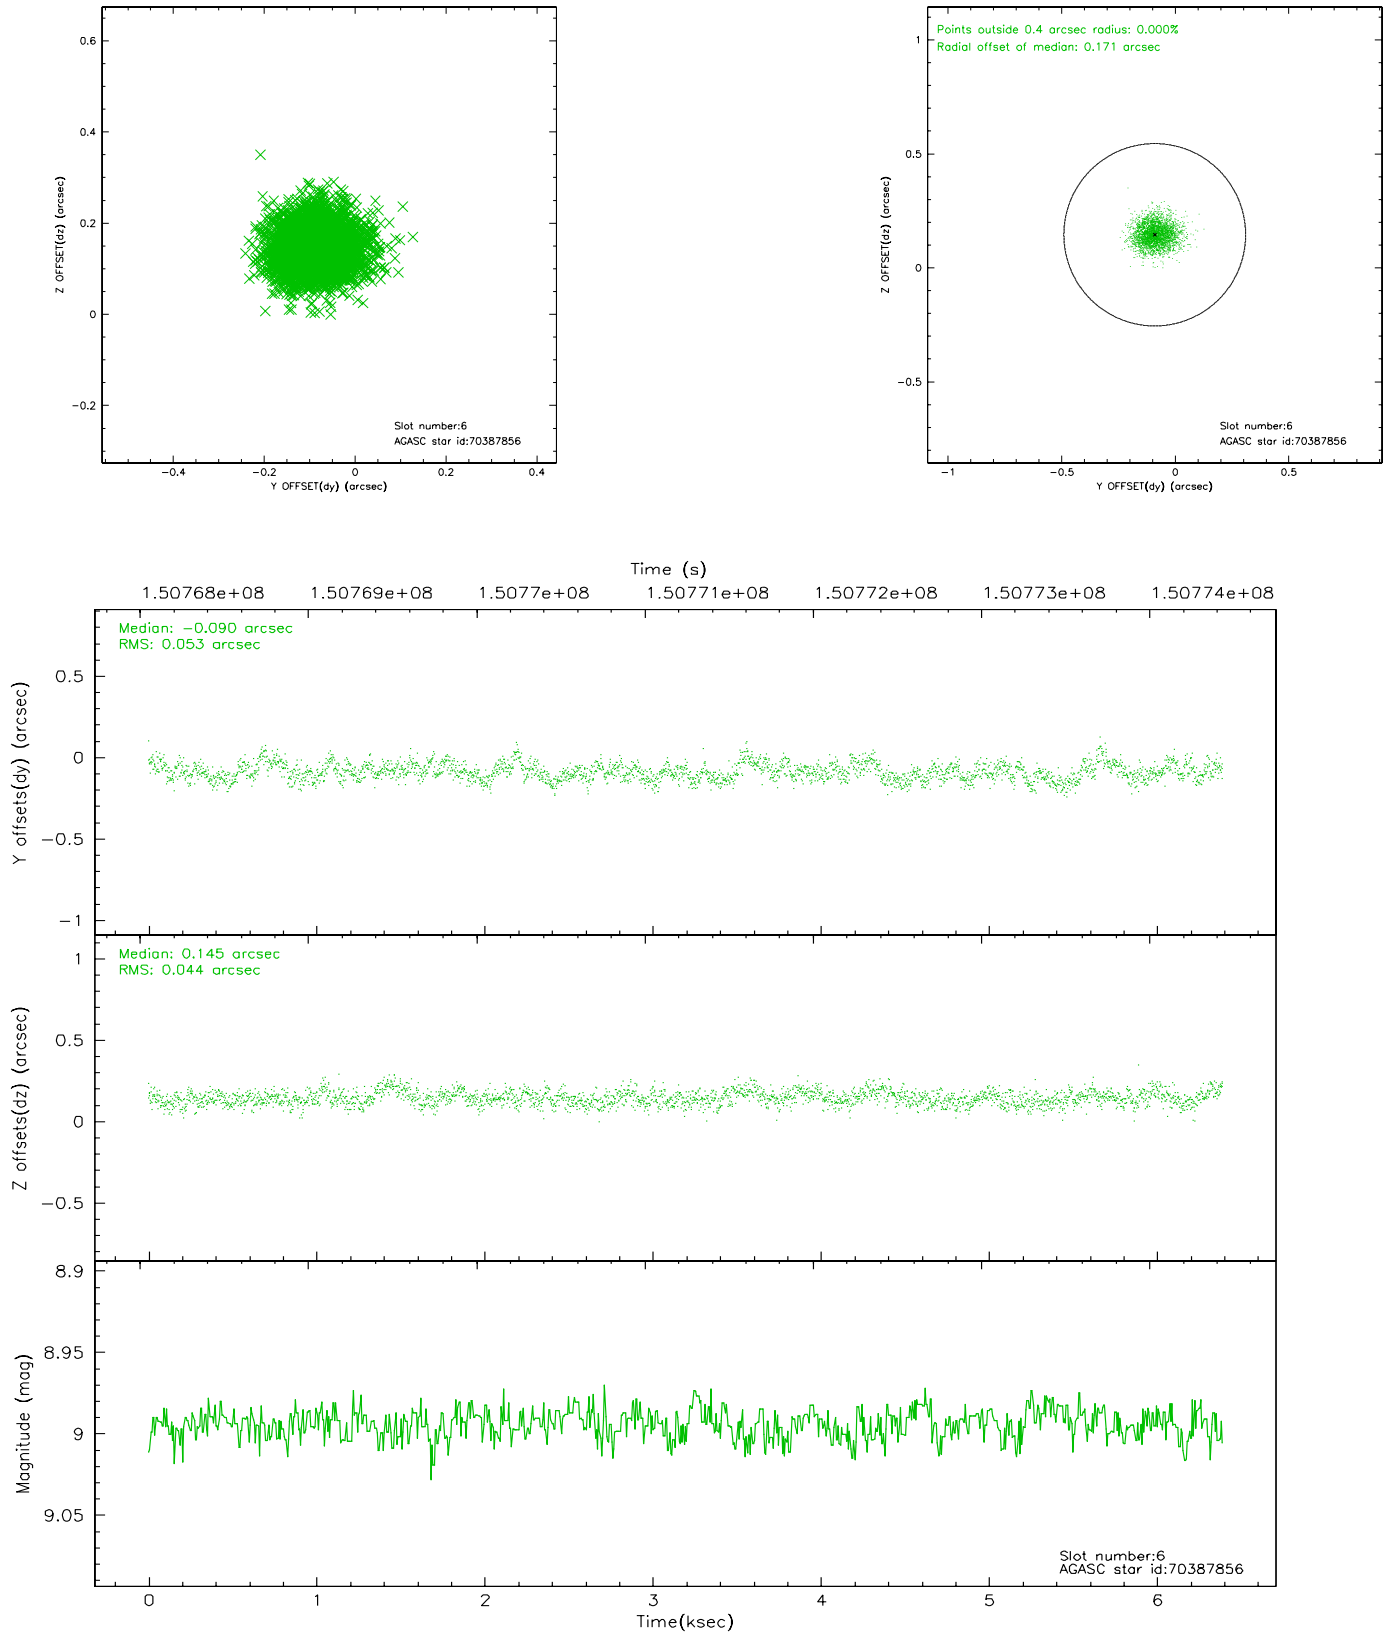 0.6
0.4
0.2
0
−0.2
Z OFFSET(dz) (arcsec)
Slot number:6
AGASC star id:70387856
−0.4 −0.2 0 0.2 0.4
Y OFFSET(dy) (arcsec)
Points outside 0.4 arcsec radius: 0.000%
Radial offset of median: 0.171 arcsec
1
0.5
0
−0.5
Z OFFSET(dz) (arcsec)
Slot number:6
AGASC star id:70387856
−1 −0.5 0 0.5
Y OFFSET(dy) (arcsec)
Time (s)
1.50768e+08 1.50769e+08 1.5077e+08 1.50771e+08 1.50772e+08 1.50773e+08 1.50774e+08
Median: −0.090 arcsec
RMS: 0.053 arcsec
0.5
0
−0.5
−1
Y offsets(dy) (arcsec)
Median: 0.145 arcsec
RMS: 0.044 arcsec
1
0.5
0
−0.5
Z offsets(dz) (arcsec)
8.9
8.95
9
9.05
Magnitude (mag)
Slot number:6
AGASC star id:70387856
0 1 2 3 4 5 6
Time(ksec)